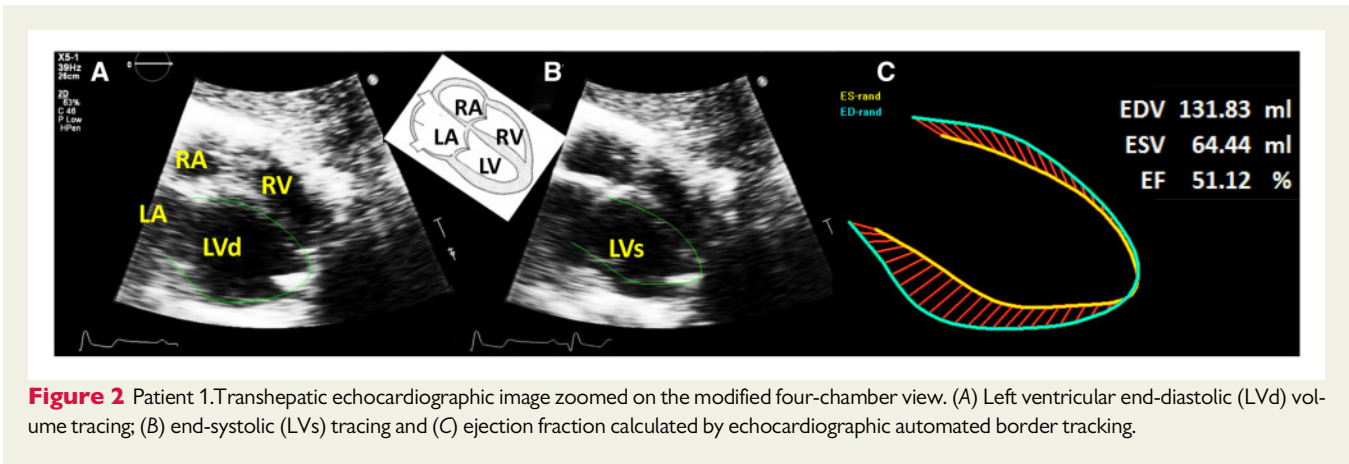 X5-1
39Hz
26cm
2D
63%
C 46
P Low
HPen
A
0
RA
RV
LA
LVd
RA
LA
RV
LV
B
LVs
C
ES-rand
ED-rand
EDV 131.83 ml
ESV 64.44 ml
EF 51.12 %
Figure 2 Patient 1.Transhepatic echocardiographic image zoomed on the modified four-chamber view. (A) Left ventricular end-diastolic (LVd) vol-
ume tracing; (B) end-systolic (LVs) tracing and (C) ejection fraction calculated by echocardiographic automated border tracking.